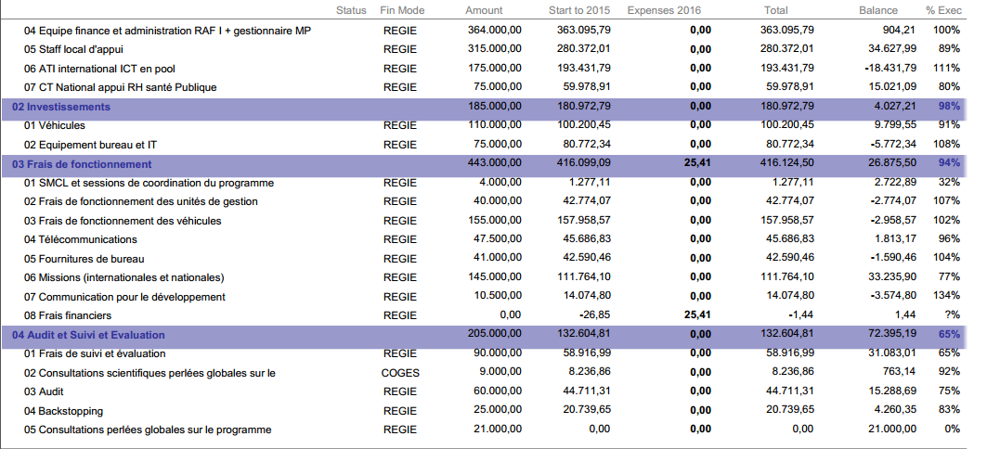 Status Fin Mode Amount Start to 2015 Expenses 2016 Total Balance % Exec
04 Equipe finance et administration RAF I + gestionnaire MP REGIE 364.000,00 363.095,79 0,00 363.095,79 904,21 100%
05 Staff local d'appui REGIE 315.000,00 280.372,01 0,00 280.372,01 34.627,99 89%
06 ATI international ICT en pool REGIE 175.000,00 193.431,79 0,00 193.431,79 -18.431,79 111%
07 CT National appui RH santé Publique REGIE 75.000,00 59.978,91 0,00 59.978,91 15.021,09 80%
02 Investissements 185.000,00 180.972,79 0,00 180.972,79 4.027,21 98%
01 Véhicules REGIE 110.000,00 100.200,45 0,00 100.200,45 9.799,55 91%
02 Equipement bureau et IT REGIE 75.000,00 80.772,34 0,00 80.772,34 -5.772,34 108%
03 Frais de fonctionnement 443.000,00 416.099,09 25,41 416.124,50 26.875,50 94%
01 SMCL et sessions de coordination du programme REGIE 4.000,00 1.277,11 0,00 1.277,11 2.722,89 32%
02 Frais de fonctionnement des unités de gestion REGIE 40.000,00 42.774,07 0,00 42.774,07 -2.774,07 107%
03 Frais de fonctionnement des véhicules REGIE 155.000,00 157.958,57 0,00 157.958,57 -2.958,57 102%
04 Télécommunications REGIE 47.500,00 45.686,83 0,00 45.686,83 1.813,17 96%
05 Fournitures de bureau REGIE 41.000,00 42.590,46 0,00 42.590,46 -1.590,46 104%
06 Missions (internationales et nationales) REGIE 145.000,00 111.764,10 0,00 111.764,10 33.235,90 77%
07 Communication pour le développement REGIE 10.500,00 14.074,80 0,00 14.074,80 -3.574,80 134%
08 Frais financiers REGIE 0,00 -26,85 25,41 -1,44 1,44 ?%
04 Audit et Suivi et Evaluation 205.000,00 132.604,81 0,00 132.604,81 72.395,19 65%
01 Frais de suivi et évaluation REGIE 90.000,00 58.916,99 0,00 58.916,99 31.083,01 65%
02 Consultations scientifiques perlées globales sur le COGES 9.000,00 8.236,86 0,00 8.236,86 763,14 92%
03 Audit REGIE 60.000,00 44.711,31 0,00 44.711,31 15.288,69 75%
04 Backstopping REGIE 25.000,00 20.739,65 0,00 20.739,65 4.260,35 83%
05 Consultations perlées globales sur le programme REGIE 21.000,00 0,00 0,00 0,00 21.000,00 0%